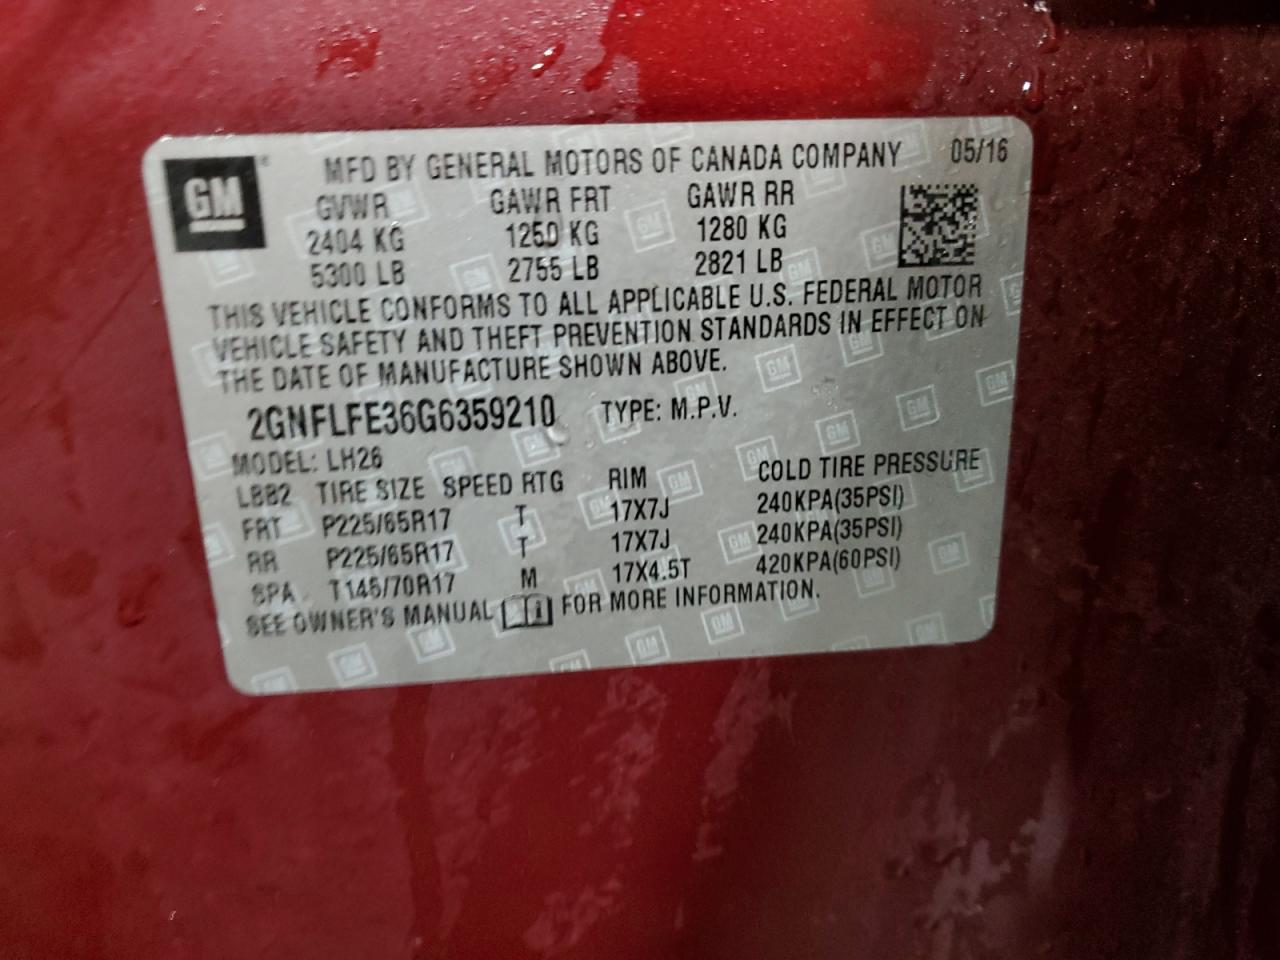 GM
MFD BY GENERAL MOTORS OF CANADA COMPANY 05/16
GVWR GAWR FRT GAWR RR
2404 KG 1250 KG 1280 KG
5300 LB 2755 LB 2821 LB
THIS VEHICLE CONFORMS TO ALL APPLICABLE U.S. FEDERAL MOTOR
VEHICLE SAFETY AND THEFT PREVENTION STANDARDS IN EFFECT ON
THE DATE OF MANUFACTURE SHOWN ABOVE.
2GNFLFE36G6359210 TYPE: M.P.V.
MODEL: LH26
LBB2 TIRE SIZE SPEED RTG RIM COLD TIRE PRESSURE
FRT P225/65R17 T 17X7J 240KPA(35PSI)
RR P225/65R17 T 17X7J 240KPA(35PSI)
SPA T145/70R17 M 17X4.5T 420KPA(60PSI)
SEE OWNER'S MANUAL FOR MORE INFORMATION.